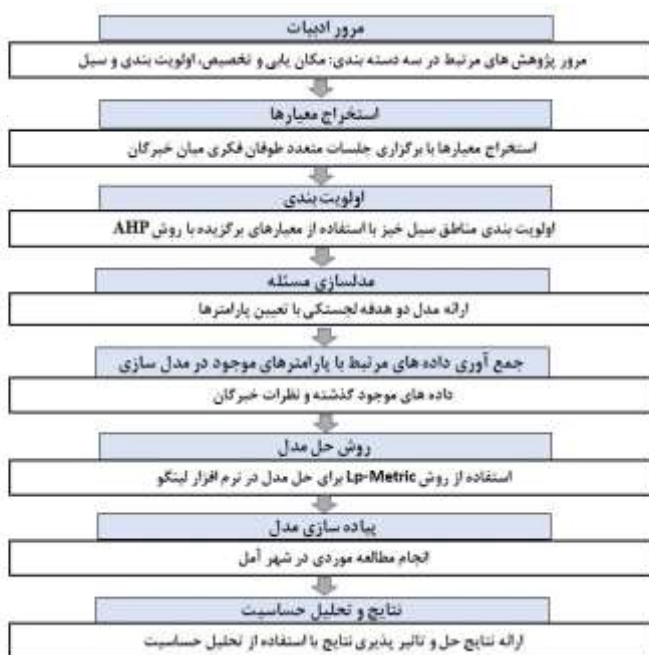 مرور ادبیات
مرور پژوهش های مرتبط در سه دسته بندی: مکان یابی و تخصیص، اولویت بندی و سیل
استخراج معیارها
استخراج معیارها با برگزاری جلسات متعدد طوفان فکری میان خبرگان
اولویت بندی
اولویت بندی مناطق سیل خیز با استفاده از معیارهای برگزیده با روش AHP
مدلسازی مسئله
ارائه مدل دو هدفه لجستکی با تعیین پارامترها
جمع آوری داده های مرتبط با پارامترهای موجود در مدل سازی
داده های موجود گذشته و نظرات خبرگان
روش حل مدل
استفاده از روش Lp-Metric برای حل مدل در نرم افزار لینگو
پیاده سازی مدل
انجام مطالعه موردی در شهر آمل
نتایج و تحلیل حساسیت
ارائه نتایج حل و تاثیر پذیری نتایج با استفاده از تحلیل حساسیت